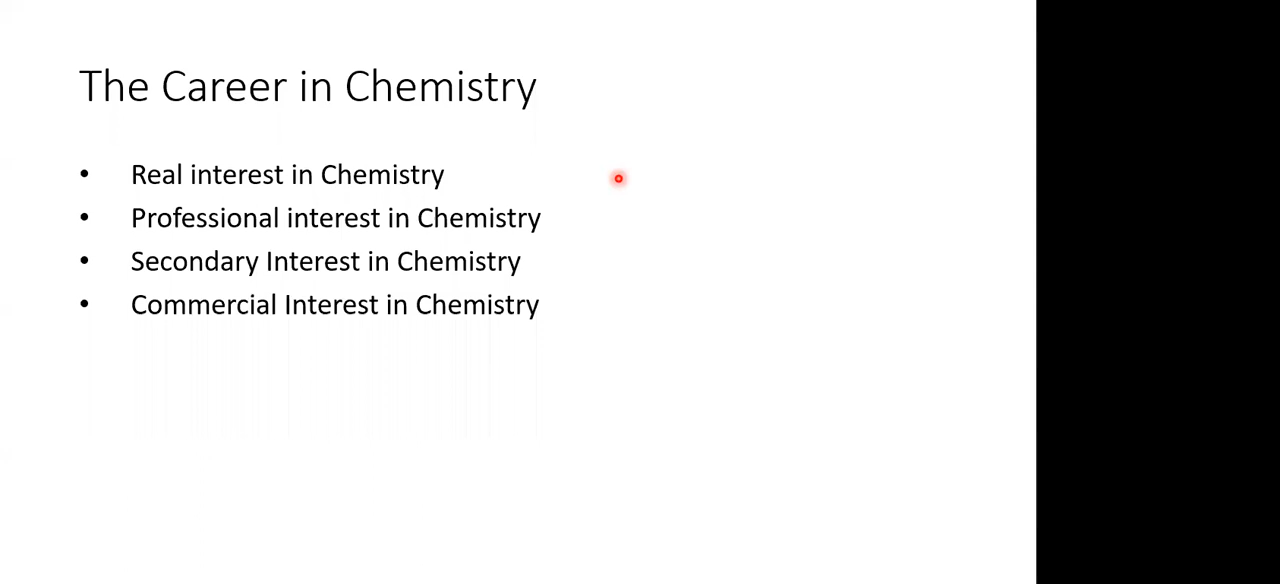 The Career in Chemistry
• Real interest in Chemistry
• Professional interest in Chemistry
• Secondary Interest in Chemistry
• Commercial Interest in Chemistry